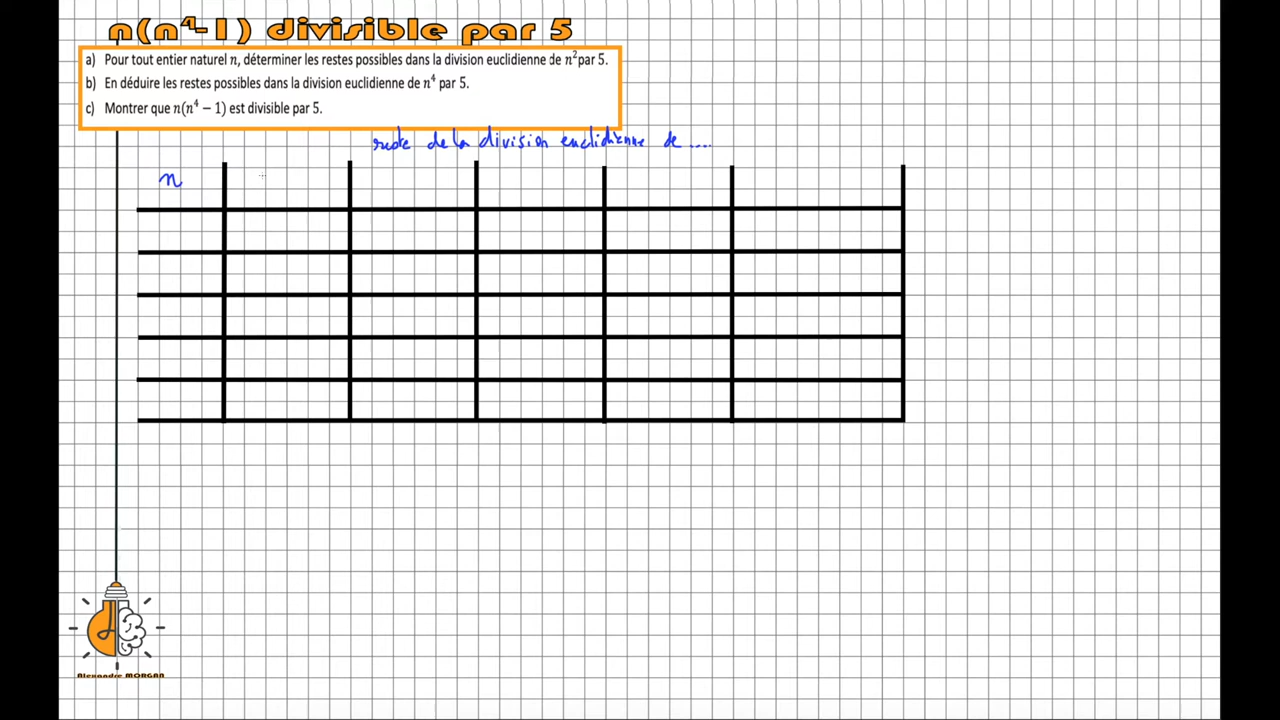 n(n⁴-1) divisible par 5
a) Pour tout entier naturel n, déterminer les restes possibles dans la division euclidienne de n² par 5.
b) En déduire les restes possibles dans la division euclidienne de n⁴ par 5.
c) Montrer que n(n⁴ − 1) est divisible par 5.
reste de la division euclidienne de ....
n
Alexandre MORGAN